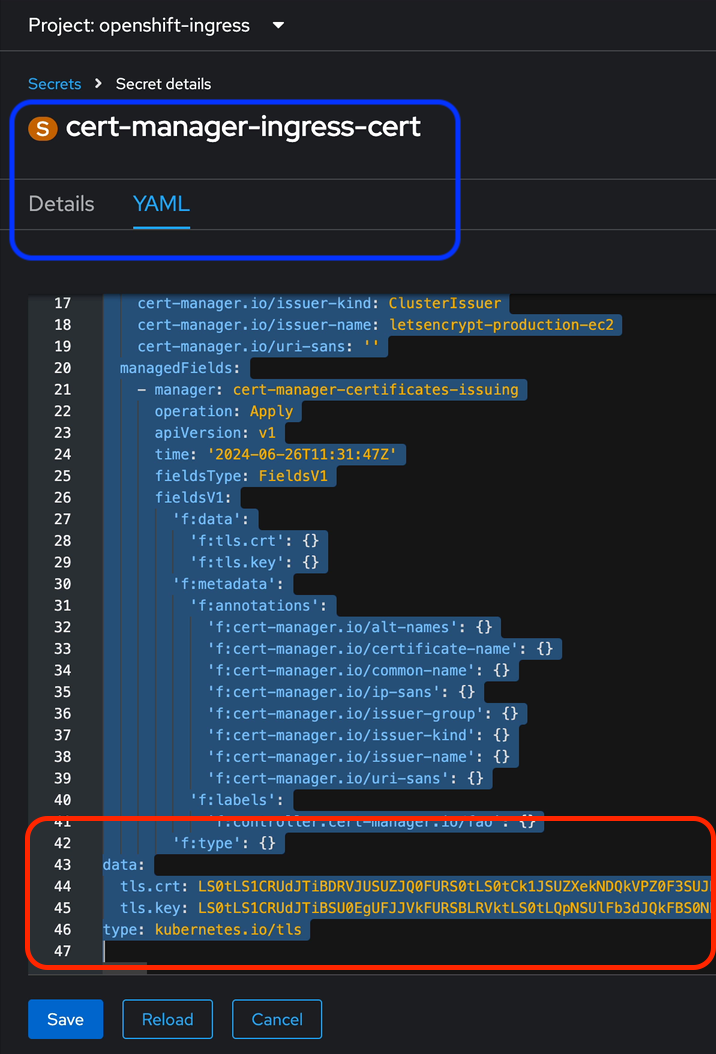 Project: openshift-ingress
Secrets > Secret details
S cert-manager-ingress-cert
Details YAML
17 cert-manager.io/issuer-kind: ClusterIssuer
18 cert-manager.io/issuer-name: letsencrypt-production-ec2
19 cert-manager.io/uri-sans: ''
20 managedFields:
21 - manager: cert-manager-certificates-issuing
22 operation: Apply
23 apiVersion: v1
24 time: '2024-06-26T11:31:47Z'
25 fieldsType: FieldsV1
26 fieldsV1:
27 'f:data':
28 'f:tls.crt': {}
29 'f:tls.key': {}
30 'f:metadata':
31 'f:annotations':
32 'f:cert-manager.io/alt-names': {}
33 'f:cert-manager.io/certificate-name': {}
34 'f:cert-manager.io/common-name': {}
35 'f:cert-manager.io/ip-sans': {}
36 'f:cert-manager.io/issuer-group': {}
37 'f:cert-manager.io/issuer-kind': {}
38 'f:cert-manager.io/issuer-name': {}
39 'f:cert-manager.io/uri-sans': {}
40 'f:labels':
41 'f:controller.cert-manager.io/fao': {}
42 'f:type': {}
43 data:
44 tls.crt: LS0tLS1CRUdJTiBDRVJUSUZJQ0FURS0tLS0tCk1JSUZXekNDQkVPZ0F3SUJ
45 tls.key: LS0tLS1CRUdJTiBSU0EgUFJJVkFURSBLRVktLS0tLQpNSUlFb3dJQkFBS0N
46 type: kubernetes.io/tls
47
Save Reload Cancel